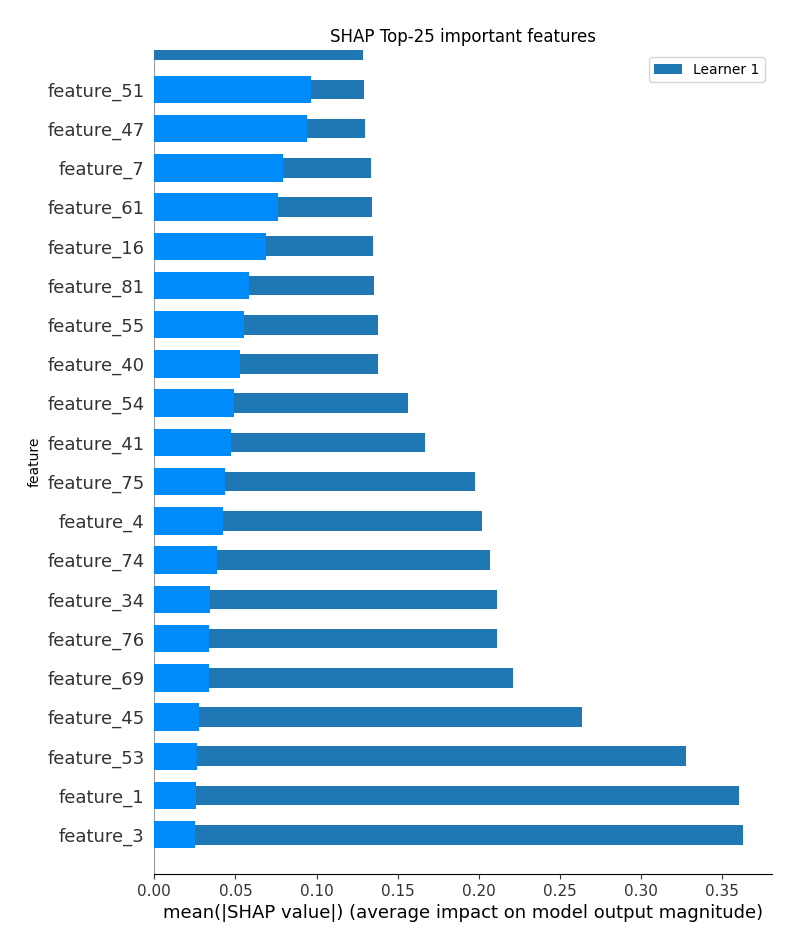 SHAP Top-25 important features
Learner 1
feature_51
feature_47
feature_7
feature_61
feature_16
feature_81
feature_55
feature_40
feature_54
feature_41
feature_75
feature_4
feature_74
feature_34
feature_76
feature_69
feature_45
feature_53
feature_1
feature_3
feature
0.00 0.05 0.10 0.15 0.20 0.25 0.30 0.35
mean(|SHAP value|) (average impact on model output magnitude)